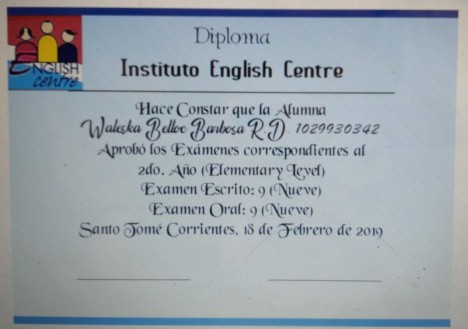 Diploma
ENGLISH
CENTRE
Instituto English Centre
Hace Constar que la Alumna
Waleska Belloc Barbosa R.D. 1029930342
Aprobó los Exámenes correspondientes al
2do. Año (Elementary Level)
Examen Escrito: 9 (Nueve)
Examen Oral: 9 (Nueve)
Santo Tomé Corrientes, 18 de Febrero de 2019